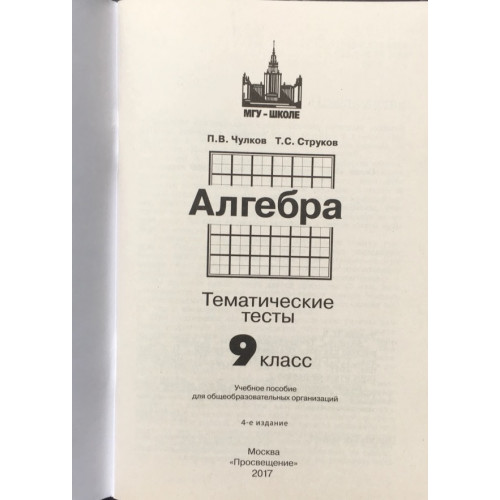 МГУ – ШКОЛЕ
П.В. Чулков Т.С. Струков
Алгебра
Тематические
тесты
9 класс
Учебное пособие
для общеобразовательных организаций
4-е издание
Москва
«Просвещение»
2017